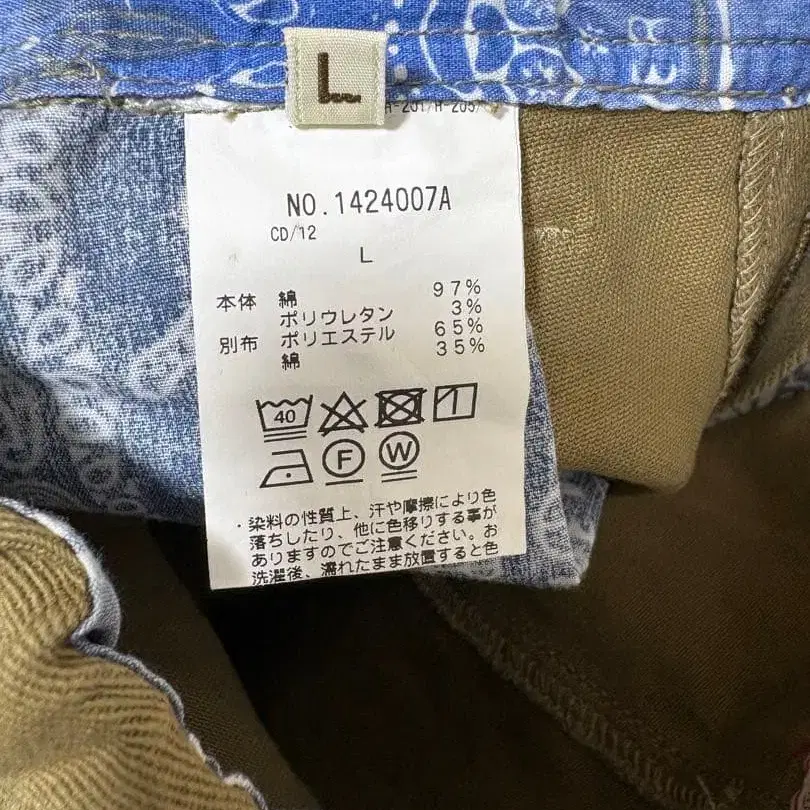 L
H-201/H-205/
NO.1424007A
CD/12
L
本体 綿 97%
ポリウレタン 3%
別布 ポリエステル 65%
綿 35%
40
F
W
・染料の性質上、汗や摩擦により色
落ちしたり、他に色移りする事が
ありますのでご注意ください。お
洗濯後、濡れたまま放置すると色